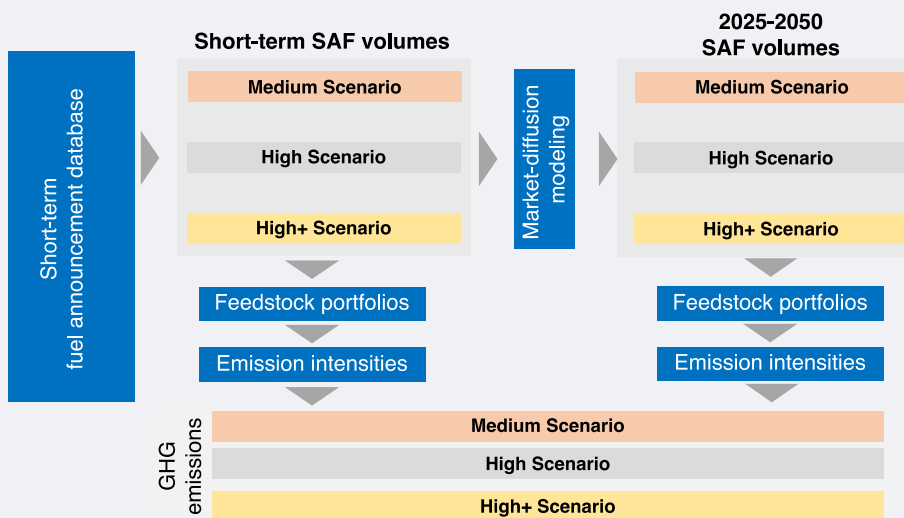 Short-term
fuel announcement database
Short-term SAF volumes
Medium Scenario
High Scenario
High+ Scenario
Market-diffusion
modeling
2025-2050
SAF volumes
Medium Scenario
High Scenario
High+ Scenario
Feedstock portfolios
Emission intensities
Feedstock portfolios
Emission intensities
GHG
emissions
Medium Scenario
High Scenario
High+ Scenario